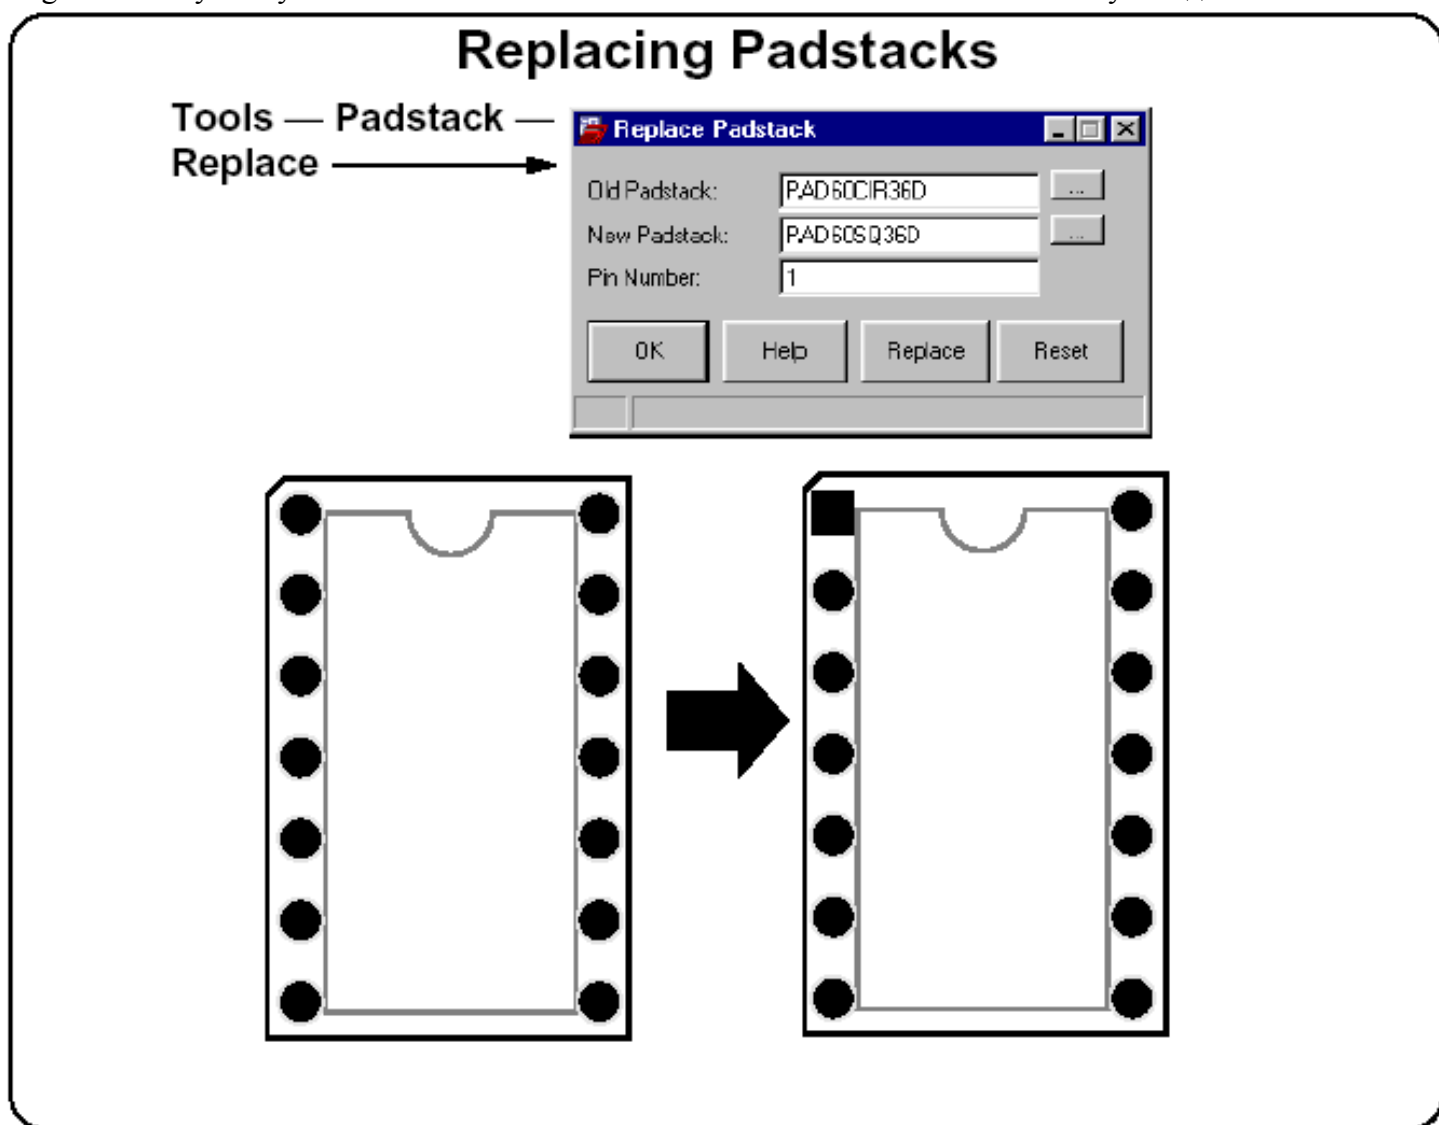 Replacing Padstacks
Tools — Padstack —
Replace
Replace Padstack
Old Padstack: PAD60CIR36D ...
New Padstack: PAD60SQ36D ...
Pin Number: 1
OK Help Replace Reset